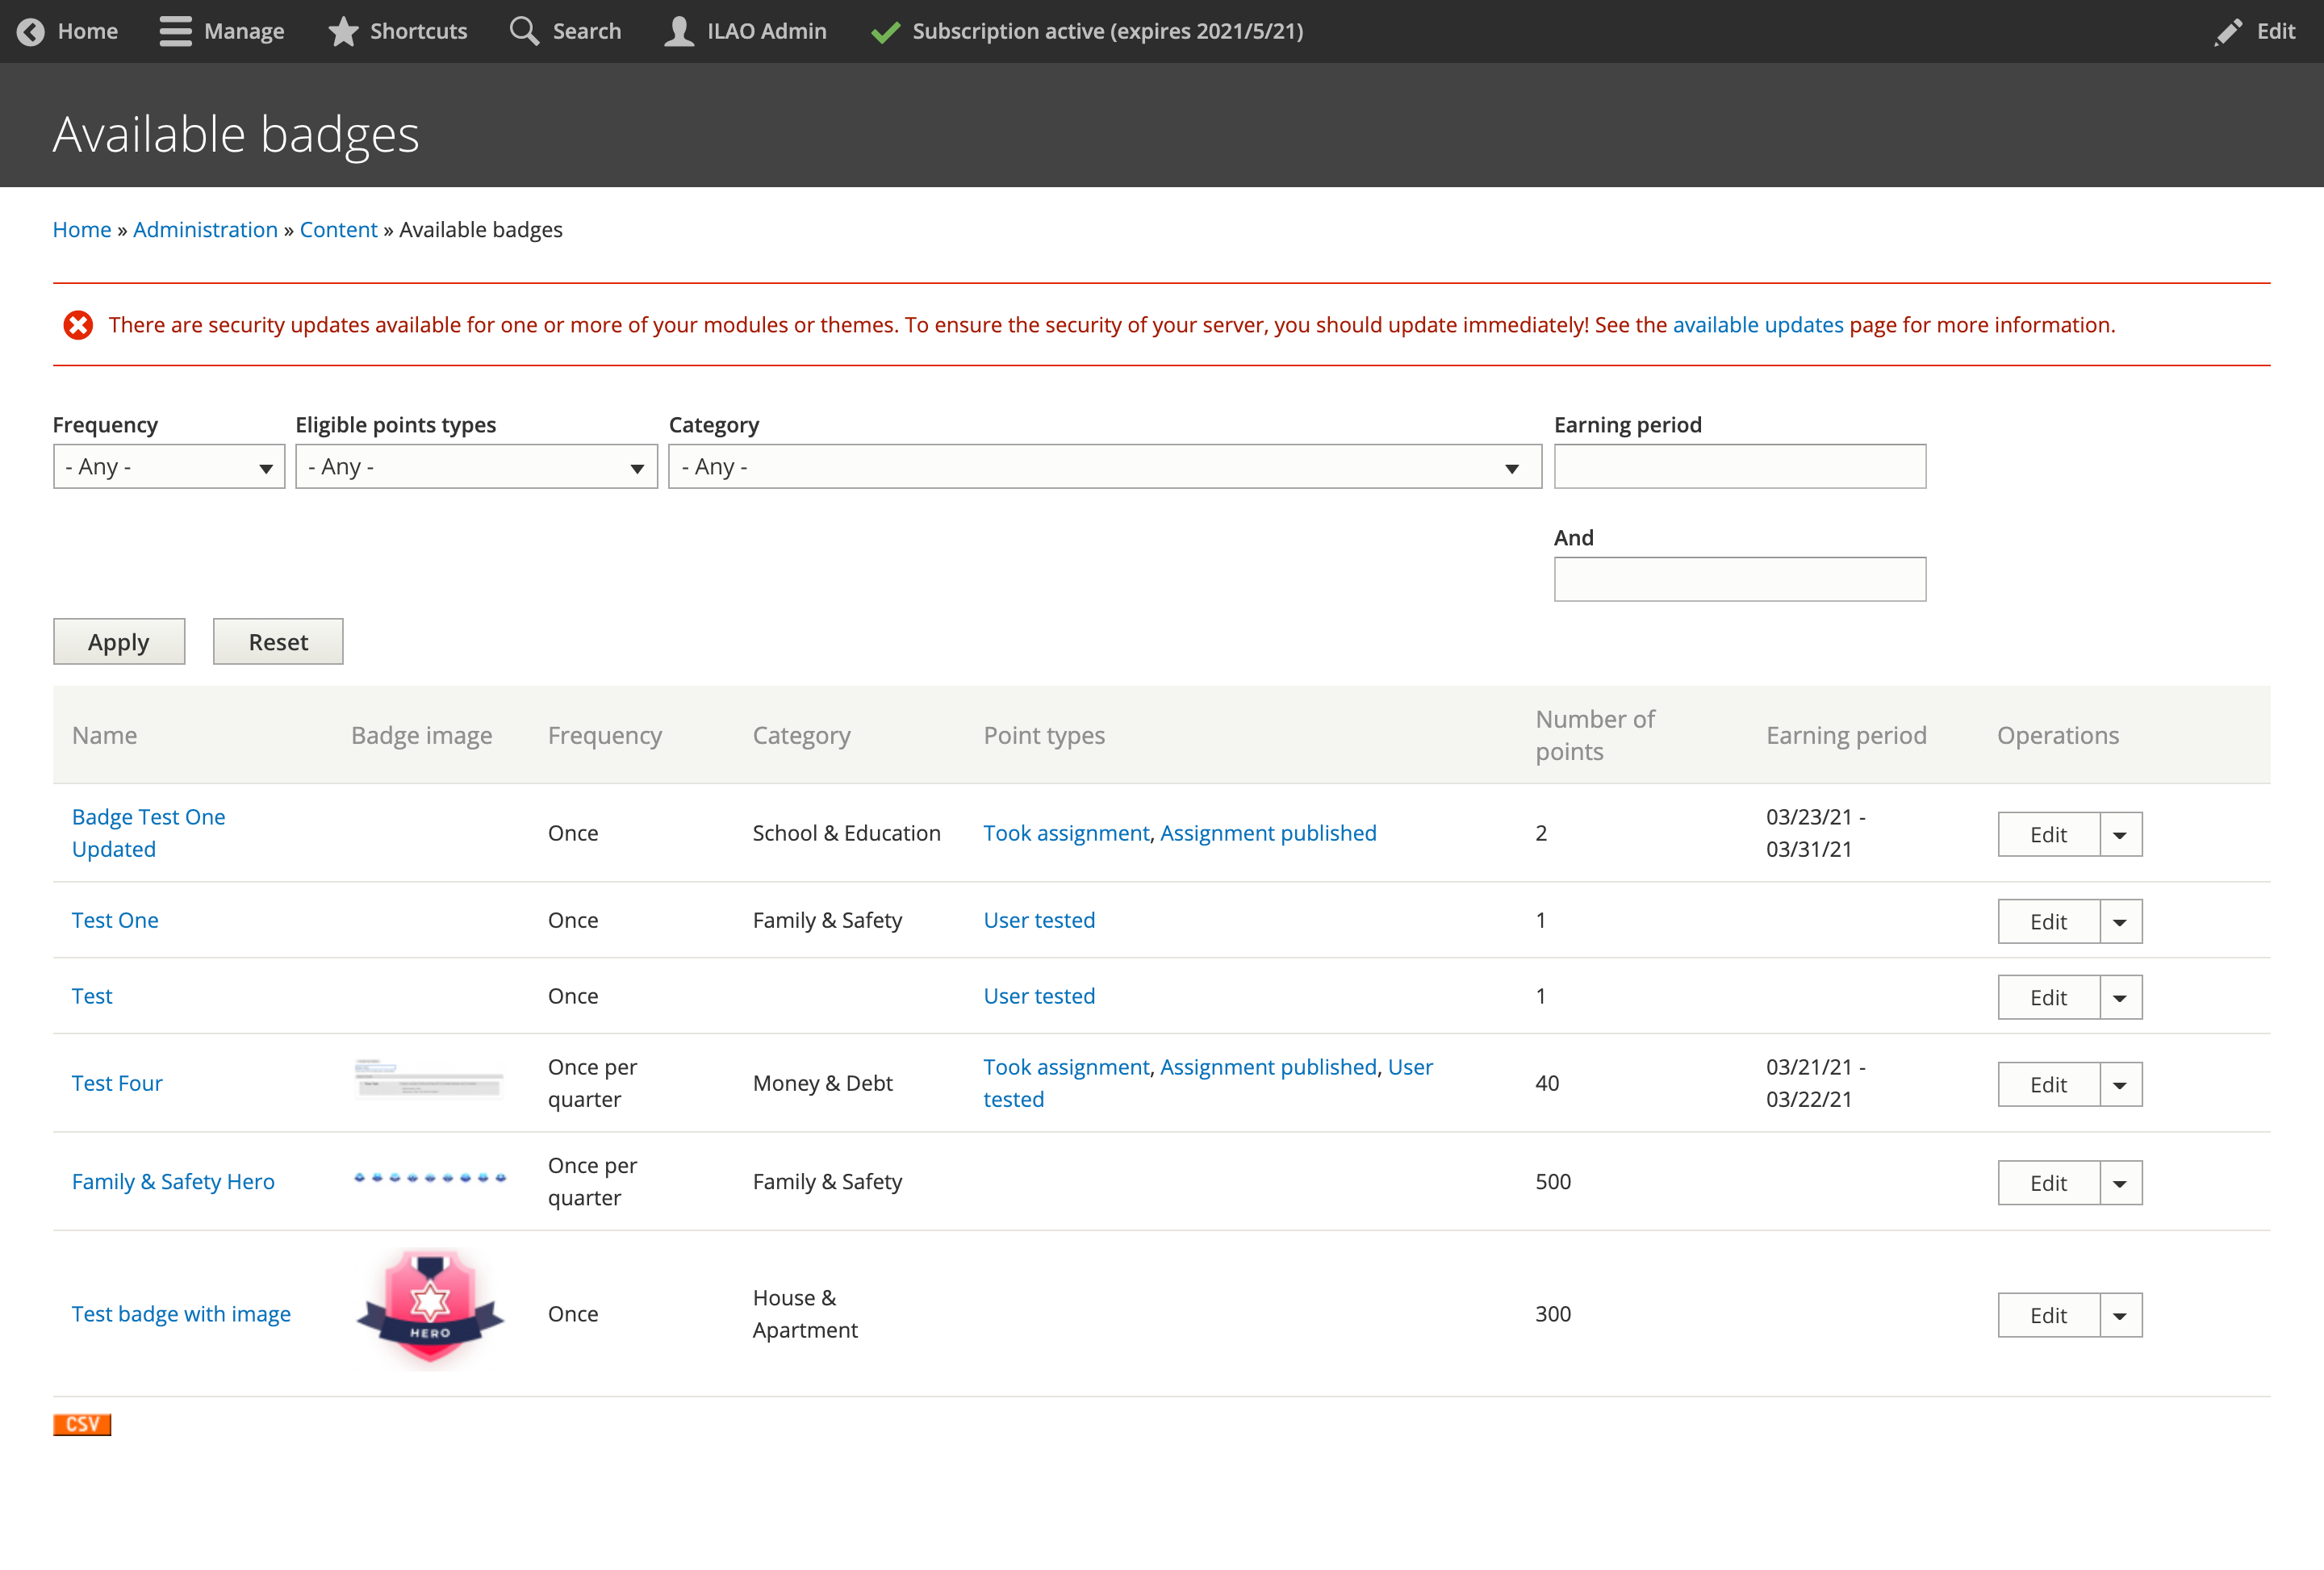 Home Manage Shortcuts Search ILAO Admin Subscription active (expires 2021/5/21) Edit
Available badges
Home » Administration » Content » Available badges
There are security updates available for one or more of your modules or themes. To ensure the security of your server, you should update immediately! See the available updates page for more information.
Frequency Eligible points types Category Earning period
- Any - - Any - - Any -
And
Apply Reset
Name Badge image Frequency Category Point types Number of points Earning period Operations
Badge Test One Updated Once School & Education Took assignment, Assignment published 2 03/23/21 - 03/31/21 Edit
Test One Once Family & Safety User tested 1 Edit
Test Once User tested 1 Edit
Test Four Once per quarter Money & Debt Took assignment, Assignment published, User tested 40 03/21/21 - 03/22/21 Edit
Family & Safety Hero Once per quarter Family & Safety 500 Edit
Test badge with image HERO Once House & Apartment 300 Edit
CSV